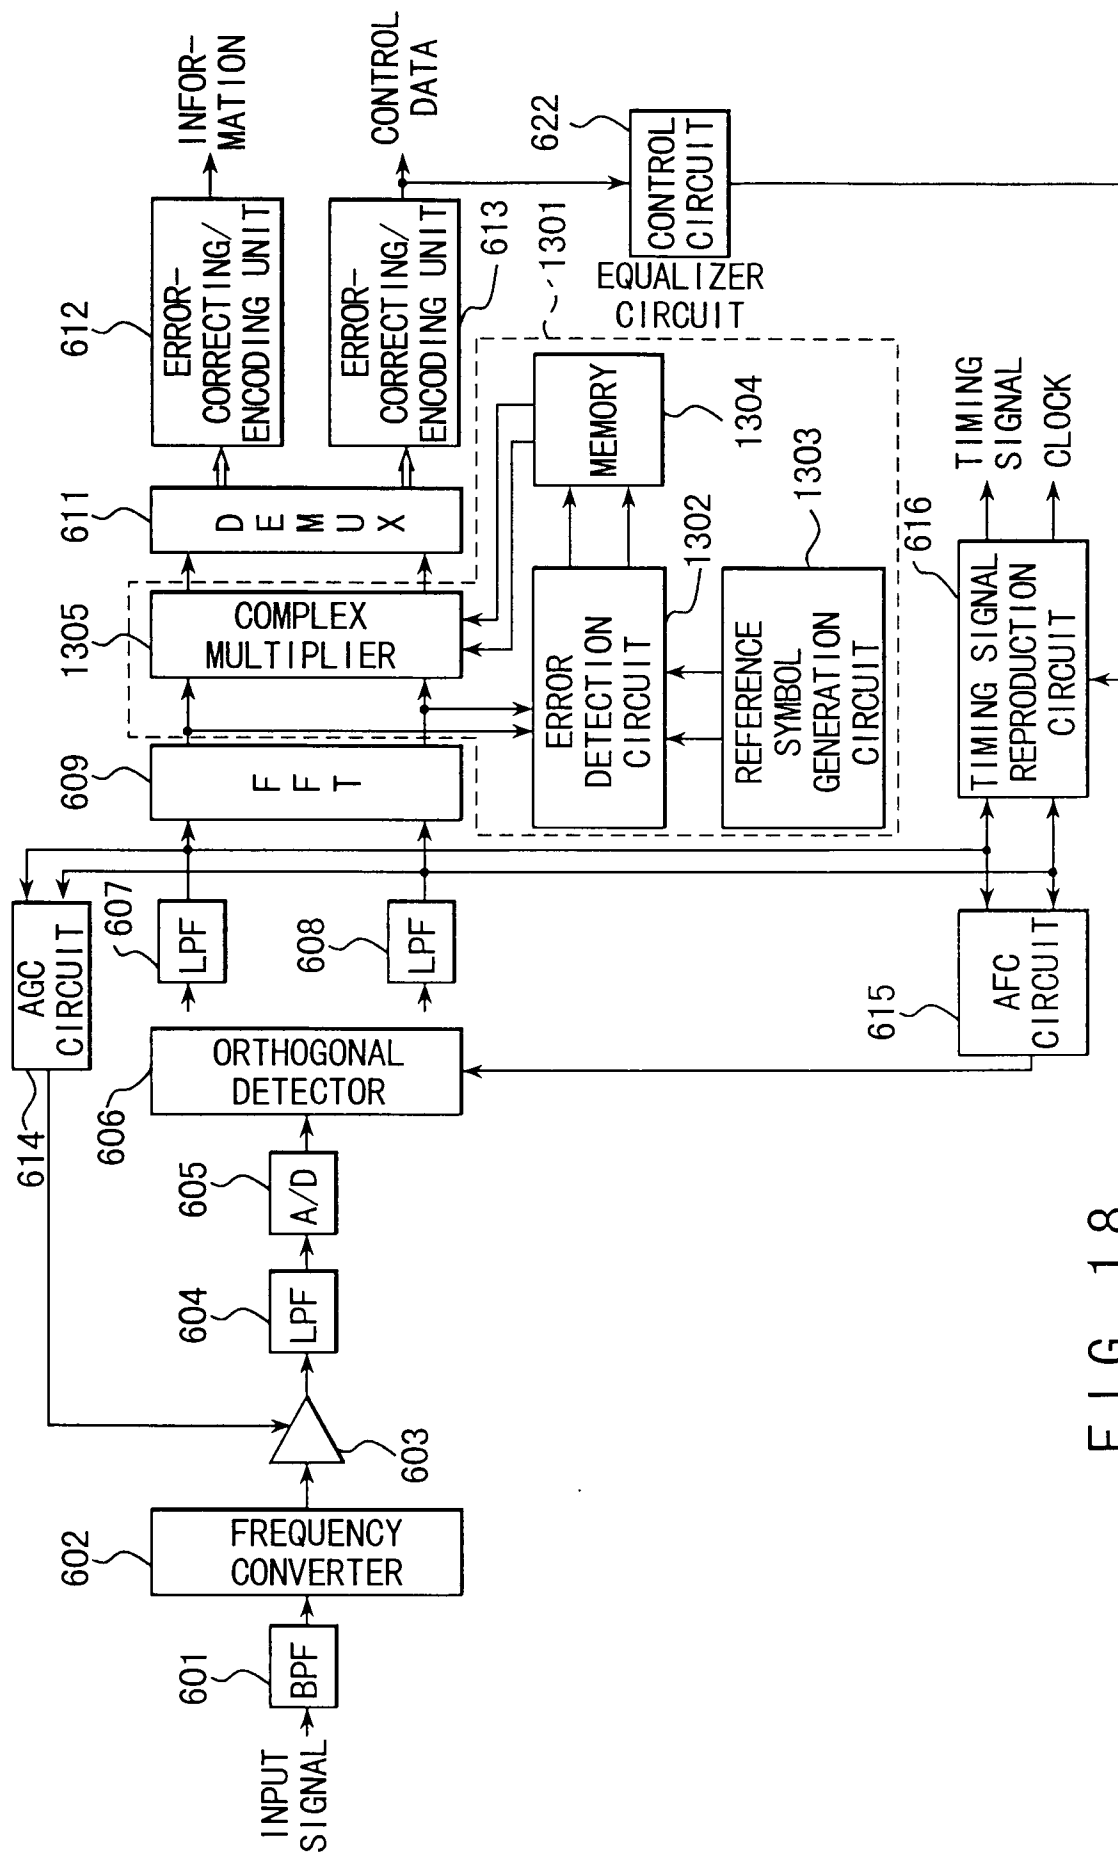 INPUT
SIGNAL
601
BPF
602
FREQUENCY
CONVERTER
603
604
LPF
605
A/D
606
ORTHOGONAL
DETECTOR
614
AGC
CIRCUIT
607
LPF
608
LPF
609
FFT
1305
COMPLEX
MULTIPLIER
611
DEMUX
612
ERROR-
CORRECTING/
ENCODING UNIT
INFOR-
MATION
ERROR-
CORRECTING/
ENCODING UNIT
613
CONTROL
DATA
622
CONTROL
CIRCUIT
1301
EQUALIZER
CIRCUIT
MEMORY
1304
ERROR
DETECTION
CIRCUIT
1302
REFERENCE
SYMBOL
GENERATION
CIRCUIT
1303
615
AFC
CIRCUIT
616
TIMING SIGNAL
REPRODUCTION
CIRCUIT
TIMING
SIGNAL
CLOCK
FIG. 18